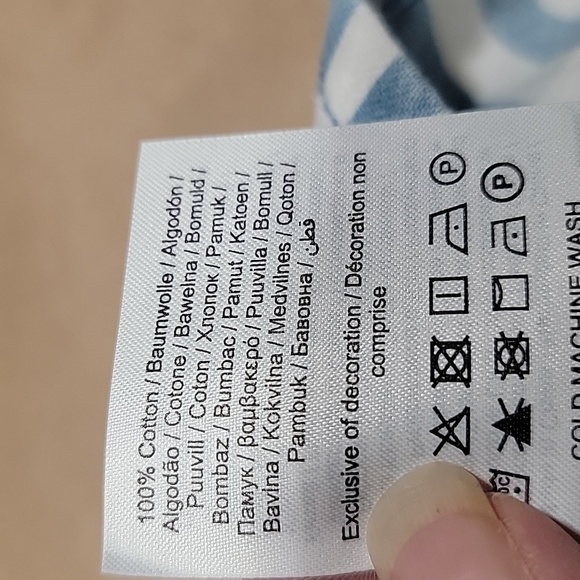 100% Cotton / Baumwolle / Algodón /
Algodão / Cotone / Bawełna / Bomuld /
Puuvill / Coton / Хлопок / Pamuk /
Bombaz / Bumbac / Pamut / Katoen /
Памук / βαμβακερό / Puuvilla / Bomull /
Bavlna / Kokvilna / Medvilnes / Qoton /
Pambuk / Бавовна / قطن
Exclusive of decoration / Décoration non
comprise
P
P
COLD MACHINE WASH